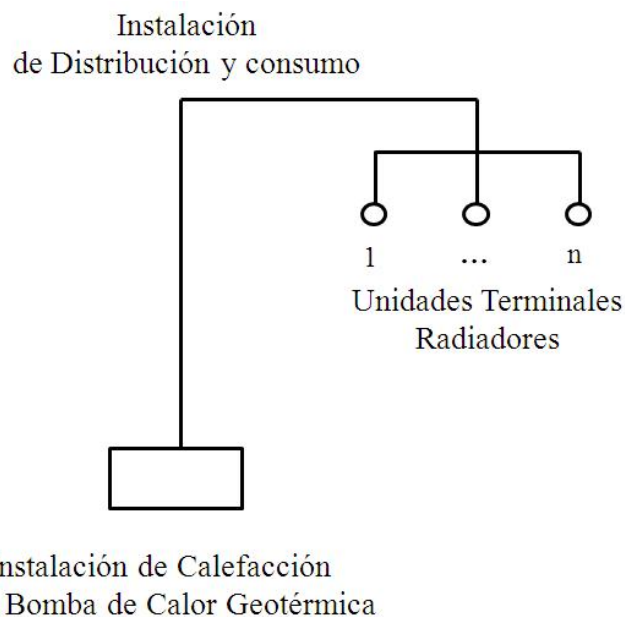 Instalación
de Distribución y consumo
1 ... n
Unidades Terminales
Radiadores
nstalación de Calefacción
Bomba de Calor Geotérmica